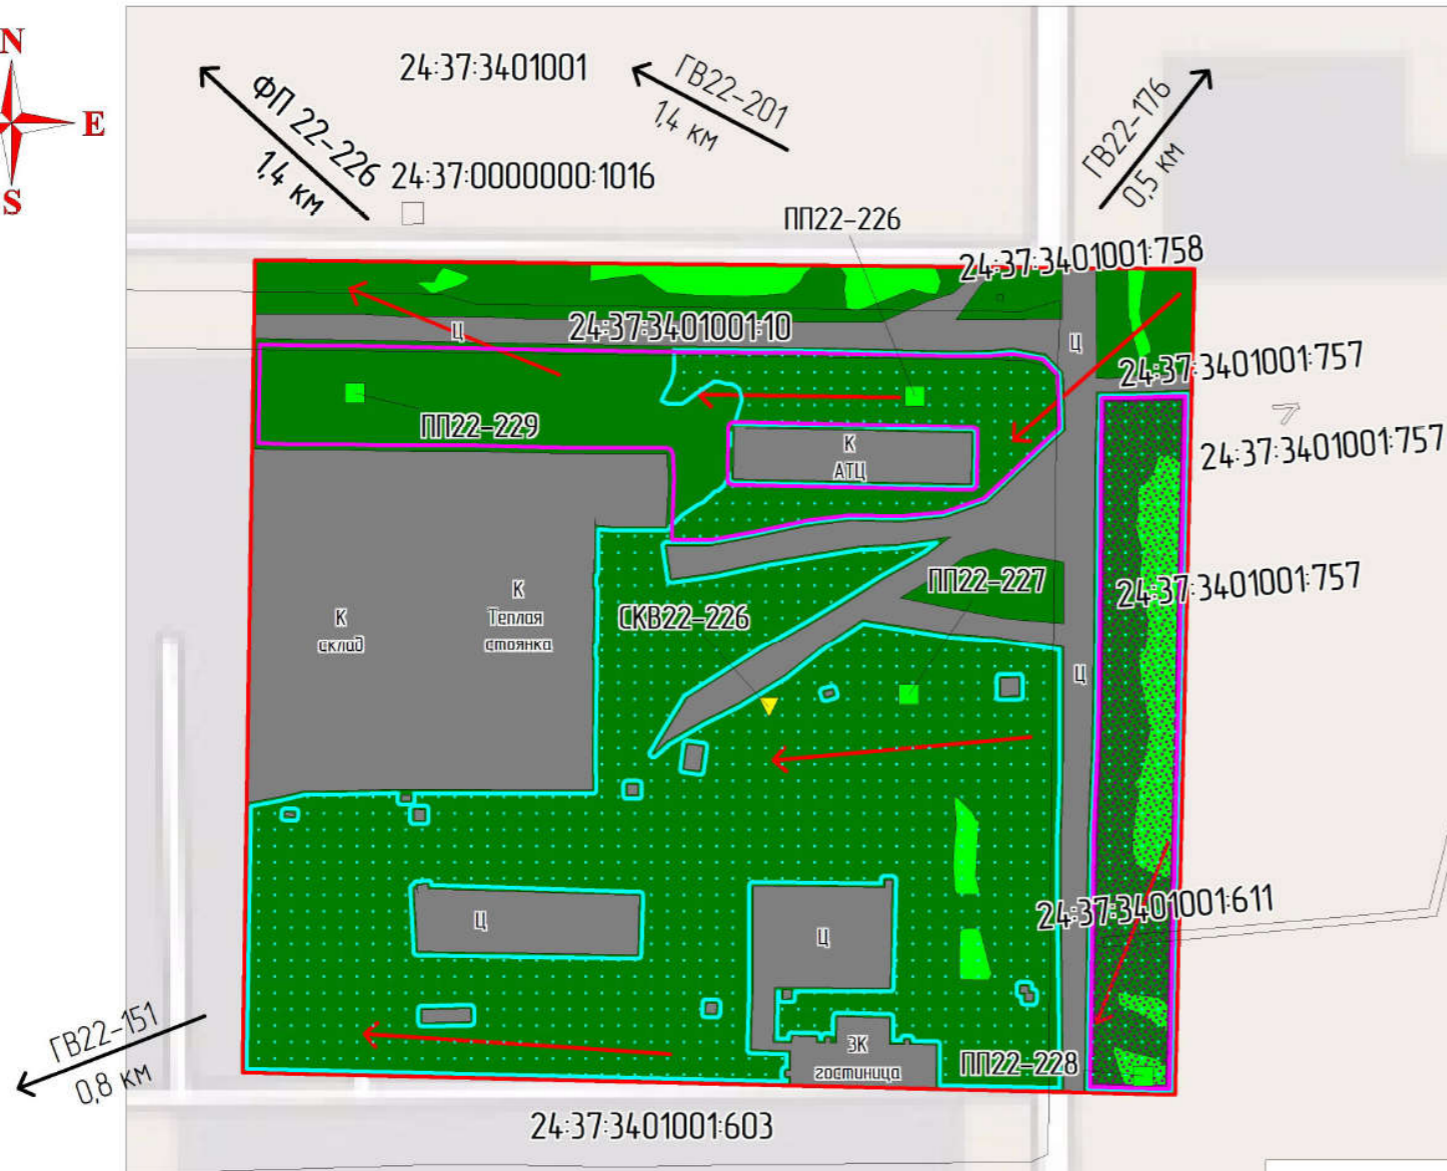 N
E
S
24:37:3401001
ГВ22-201
1,4 км
ГВ22-176
0,5 км
ФП 22-226
1,4 км
24:37:0000000:1016
ПП22-226
24:37:3401001:758
Ц
24:37:3401001:10
Ц
24:37:3401001:757
ПП22-229
К
АТЦ
24:37:3401001:757
К
склад
К
Теплая
стоянка
СКВ22-226
ПП22-227
24:37:3401001:757
Ц
Ц
Ц
24:37:3401001:611
ГВ22-151
0,8 км
3К
гостиница
ПП22-228
24:37:3401001:603